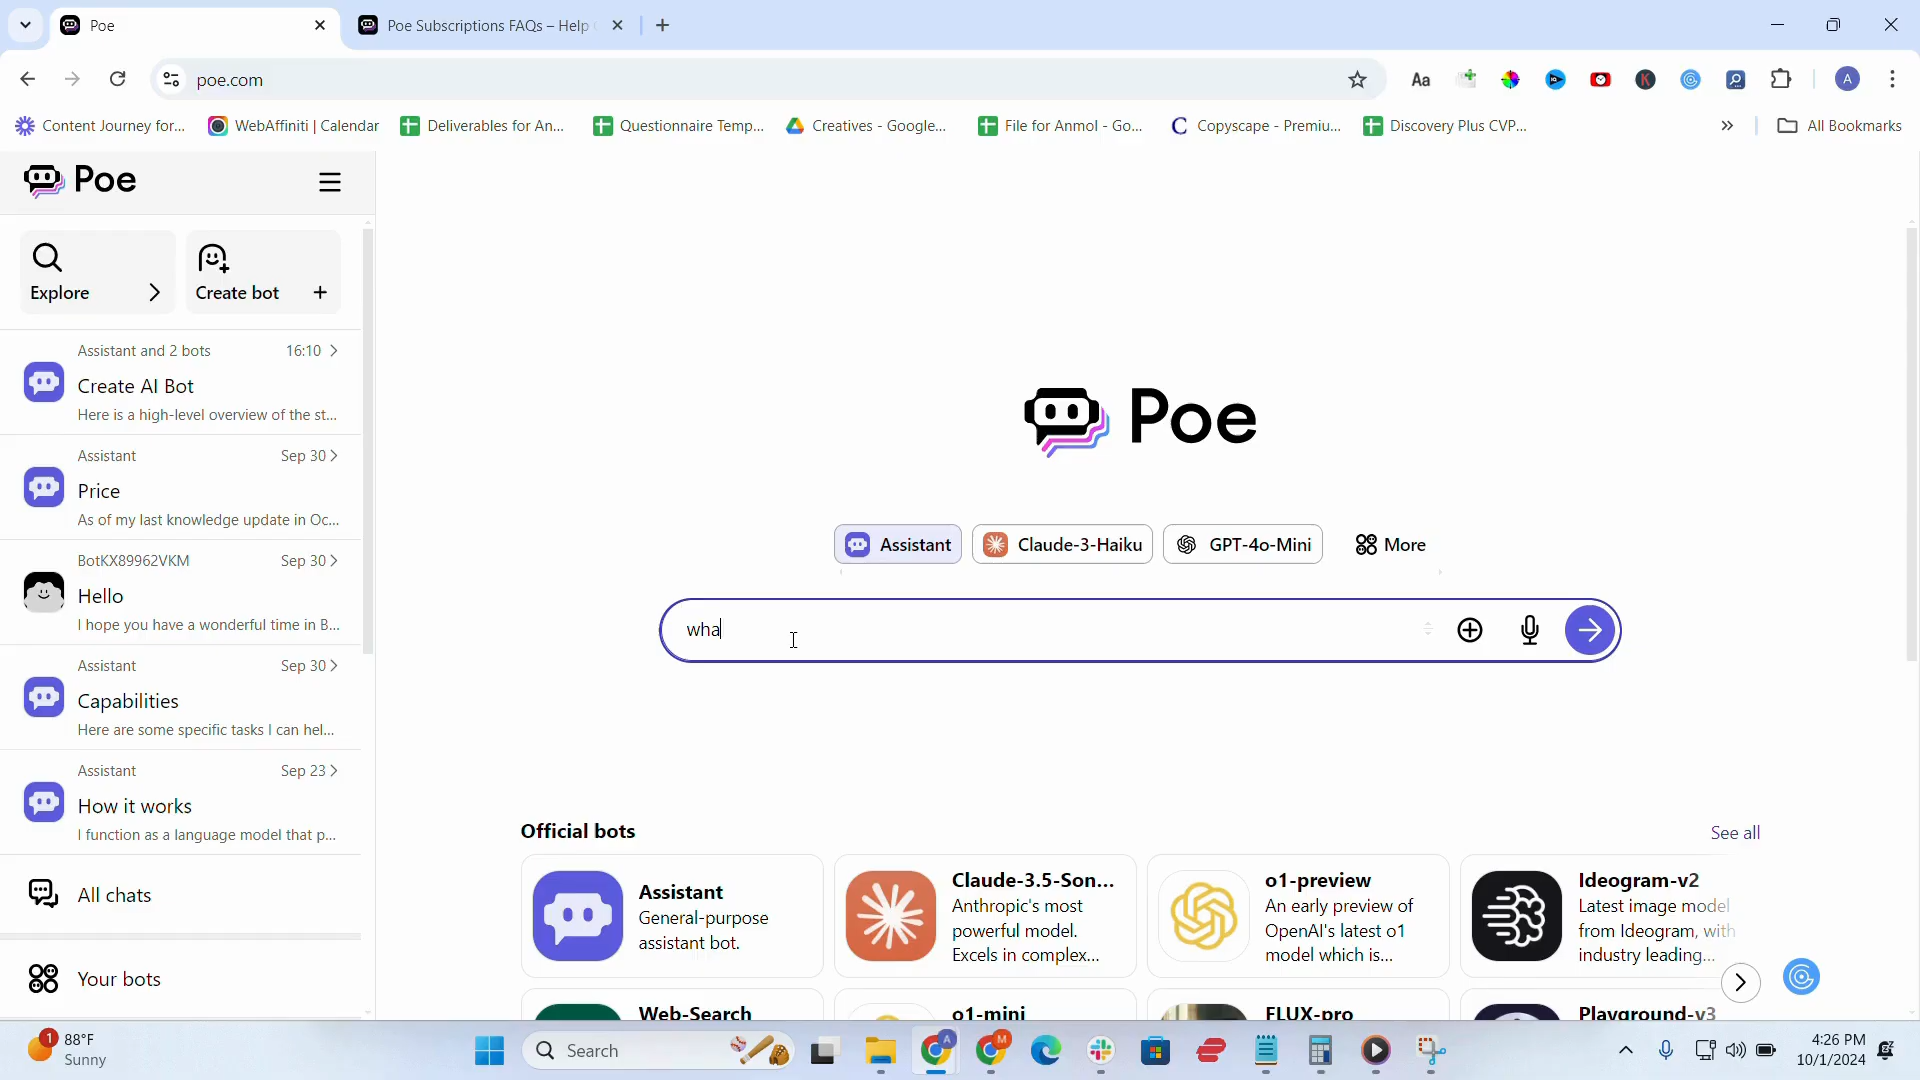 Poe
Poe Subscriptions FAQs – Help
poe.com
Aa
K
A
Content Journey for...
WebAffiniti | Calendar
Deliverables for An...
Questionnaire Temp...
Creatives - Google...
File for Anmol - Go...
Copyscape - Premiu...
Discovery Plus CVP...
All Bookmarks
Poe
Explore
Create bot
Assistant and 2 bots 16:10
Create AI Bot
Here is a high-level overview of the st...
Assistant Sep 30
Price
As of my last knowledge update in Oc...
BotKX89962VKM Sep 30
Hello
I hope you have a wonderful time in B...
Assistant Sep 30
Capabilities
Here are some specific tasks I can hel...
Assistant Sep 23
How it works
I function as a language model that p...
All chats
Your bots
Poe
Assistant
Claude-3-Haiku
GPT-4o-Mini
More
wha
Official bots
See all
Assistant
General-purpose
assistant bot.
Claude-3.5-Son...
Anthropic's most
powerful model.
Excels in complex...
o1-preview
An early preview of
OpenAI's latest o1
model which is...
Ideogram-v2
Latest image model
from Ideogram, with
industry leading...
Web-Search
o1-mini
FLUX-pro
Playground-v3
1
88°F
Sunny
Search
A
M
4:26 PM
10/1/2024